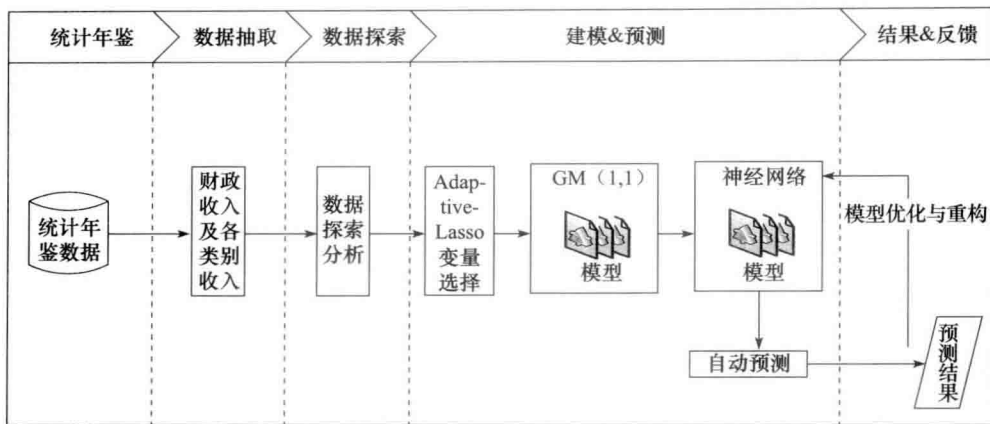 统计年鉴
数据抽取
数据探索
建模&预测
结果&反馈
统计年
鉴数据
财政
收入
及各
类别
收入
数据
探索
分析
Adap-
tive-
Lasso
变量
选择
GM（1,1）
模型
神经网络
模型
自动预测
模型优化与重构
预测结果